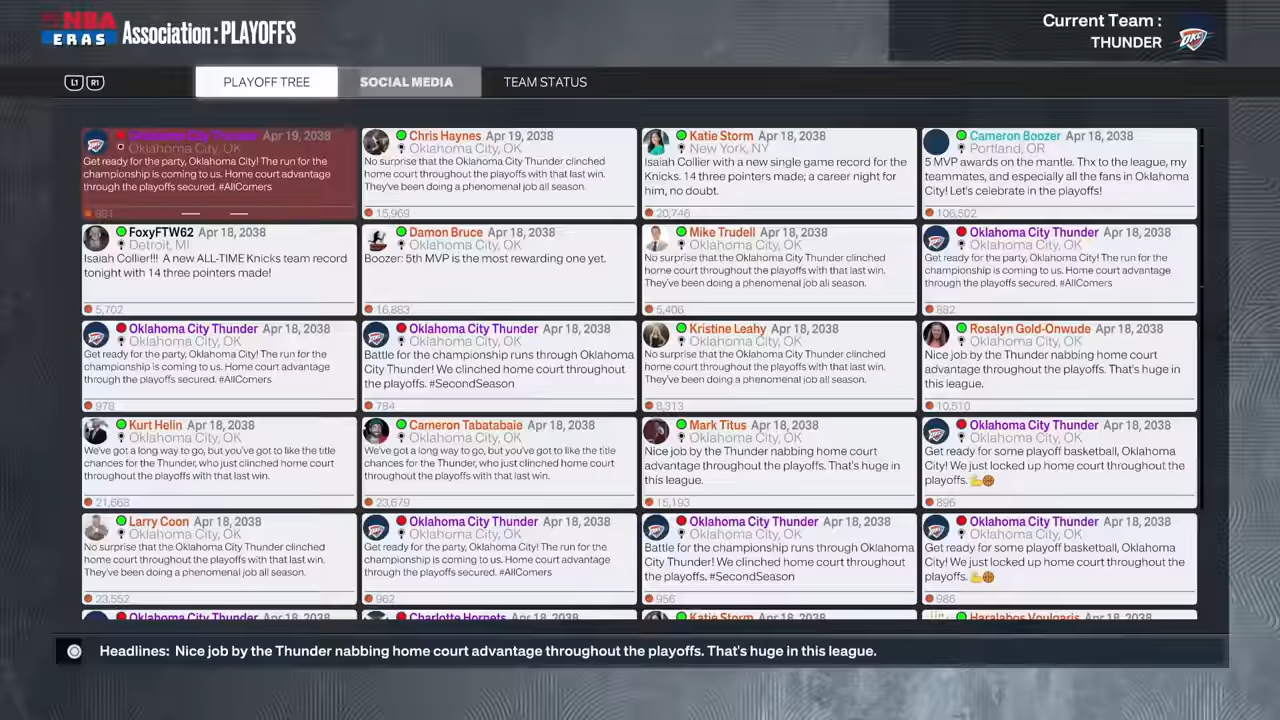 NBA
ERAS
Association: PLAYOFFS
Current Team :
THUNDER
OKC
L1 R1
PLAYOFF TREE
SOCIAL MEDIA
TEAM STATUS
Oklahoma City Thunder Apr 19, 2038
Oklahoma City, OK
Get ready for the party, Oklahoma City! The run for the
championship is coming to us. Home court advantage
through the playoffs secured. #AllComers
881
Chris Haynes Apr 19, 2038
Oklahoma City, OK
No surprise that the Oklahoma City Thunder clinched
home court throughout the playoffs with that last win.
They've been doing a phenomenal job all season.
15,969
Katie Storm Apr 18, 2038
New York, NY
Isaiah Collier with a new single game record for the
Knicks. 14 three pointers made; a career night for
him, no doubt.
20,746
Cameron Boozer Apr 18, 2038
Portland, OR
5 MVP awards on the mantle. Thx to the league, my
teammates, and especially all the fans in Oklahoma
City! Let's celebrate in the playoffs!
106,502
FoxyFTW62 Apr 18, 2038
Detroit, MI
Isaiah Collier!!! A new ALL-TIME Knicks team record
tonight with 14 three pointers made!
5,702
Damon Bruce Apr 18, 2038
Oklahoma City, OK
Boozer: 5th MVP is the most rewarding one yet.
16,883
Mike Trudell Apr 18, 2038
Oklahoma City, OK
No surprise that the Oklahoma City Thunder clinched
home court throughout the playoffs with that last win.
They've been doing a phenomenal job all season.
5,406
Oklahoma City Thunder Apr 18, 2038
Oklahoma City, OK
Get ready for the party, Oklahoma City! The run for the
championship is coming to us. Home court advantage
through the playoffs secured. #AllComers
882
Oklahoma City Thunder Apr 18, 2038
Oklahoma City, OK
Get ready for the party, Oklahoma City! The run for the
championship is coming to us. Home court advantage
through the playoffs secured. #AllComers
978
Oklahoma City Thunder Apr 18, 2038
Oklahoma City, OK
Battle for the championship runs through Oklahoma
City Thunder! We clinched home court throughout
the playoffs. #SecondSeason
784
Kristine Leahy Apr 18, 2038
Oklahoma City, OK
No surprise that the Oklahoma City Thunder clinched
home court throughout the playoffs with that last win.
They've been doing a phenomenal job all season.
8,313
Rosalyn Gold-Onwude Apr 18, 2038
Oklahoma City, OK
Nice job by the Thunder nabbing home court
advantage throughout the playoffs. That's huge in
this league.
10,510
Kurt Helin Apr 18, 2038
Oklahoma City, OK
We've got a long way to go, but you've got to like the title
chances for the Thunder, who just clinched home court
throughout the playoffs with that last win.
21,668
Cameron Tabatabaie Apr 18, 2038
Oklahoma City, OK
We've got a long way to go, but you've got to like the title
chances for the Thunder, who just clinched home court
throughout the playoffs with that last win.
23,679
Mark Titus Apr 18, 2038
Oklahoma City, OK
Nice job by the Thunder nabbing home court
advantage throughout the playoffs. That's huge in
this league.
15,193
Oklahoma City Thunder Apr 18, 2038
Oklahoma City, OK
Get ready for some playoff basketball, Oklahoma
City! We just locked up home court throughout the
playoffs. 💪🏀
896
Larry Coon Apr 18, 2038
Oklahoma City, OK
No surprise that the Oklahoma City Thunder clinched
home court throughout the playoffs with that last win.
They've been doing a phenomenal job all season.
23,552
Oklahoma City Thunder Apr 18, 2038
Oklahoma City, OK
Get ready for the party, Oklahoma City! The run for the
championship is coming to us. Home court advantage
through the playoffs secured. #AllComers
962
Oklahoma City Thunder Apr 18, 2038
Oklahoma City, OK
Battle for the championship runs through Oklahoma
City Thunder! We clinched home court throughout
the playoffs. #SecondSeason
956
Oklahoma City Thunder Apr 18, 2038
Oklahoma City, OK
Get ready for some playoff basketball, Oklahoma
City! We just locked up home court throughout the
playoffs. 💪🏀
986
Oklahoma City Thunder Apr 18, 2038
Charlotte Hornets Apr 18, 2038
Katie Storm Apr 18, 2038
Haralabos Voulgaris Apr 18, 2038
Headlines: Nice job by the Thunder nabbing home court advantage throughout the playoffs. That's huge in this league.